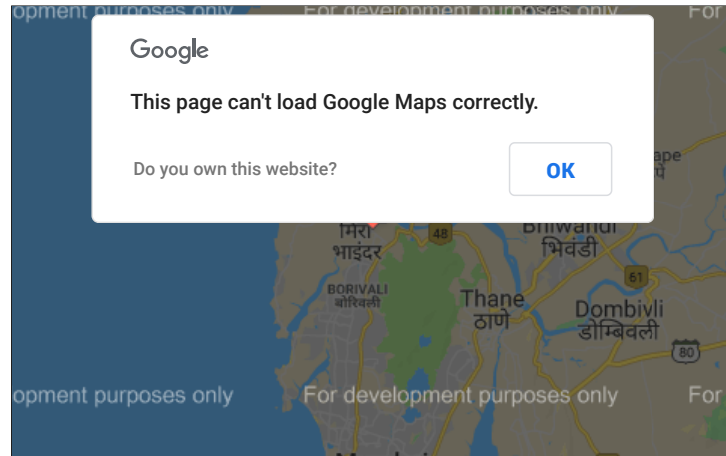 opment purposes only For development purposes only For
Google
This page can't load Google Maps correctly.
Do you own this website?
OK
ape
पे
मिरा
भाइंदर
48
Bhiwandi
भिवंडी
61
BORIVALI
बोरिवली
Thane
ठाणे
Dombivli
डोम्बिवली
80
opment purposes only For development purposes only For